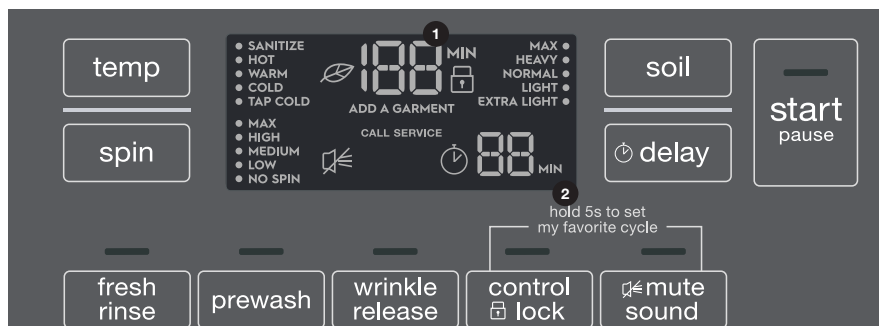 temp
spin
SANITIZE
HOT
WARM
COLD
TAP COLD
MAX
HIGH
MEDIUM
LOW
NO SPIN
1
188 MIN
ADD A GARMENT
CALL SERVICE
88 MIN
MAX
HEAVY
NORMAL
LIGHT
EXTRA LIGHT
soil
delay
start
pause
2
hold 5s to set
my favorite cycle
fresh
rinse
prewash
wrinkle
release
control
lock
mute
sound